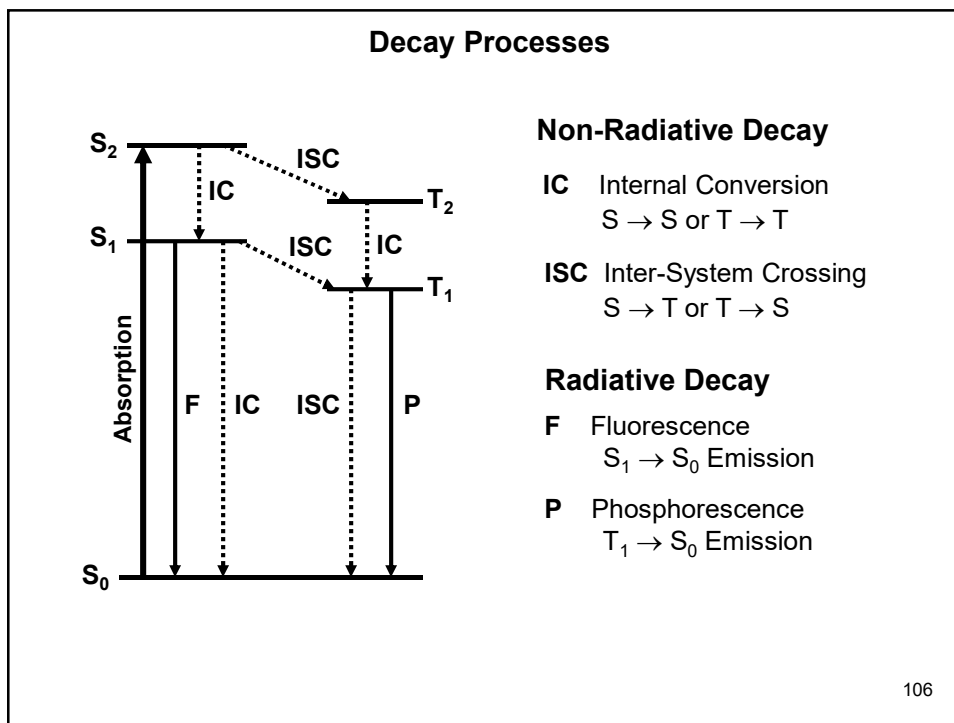 Decay Processes
S₂
ISC
IC
T₂
S₁
ISC
IC
T₁
Absorption
F
IC
ISC
P
S₀
Non-Radiative Decay
IC Internal Conversion
S → S or T → T
ISC Inter-System Crossing
S → T or T → S
Radiative Decay
F Fluorescence
S₁ → S₀ Emission
P Phosphorescence
T₁ → S₀ Emission
106